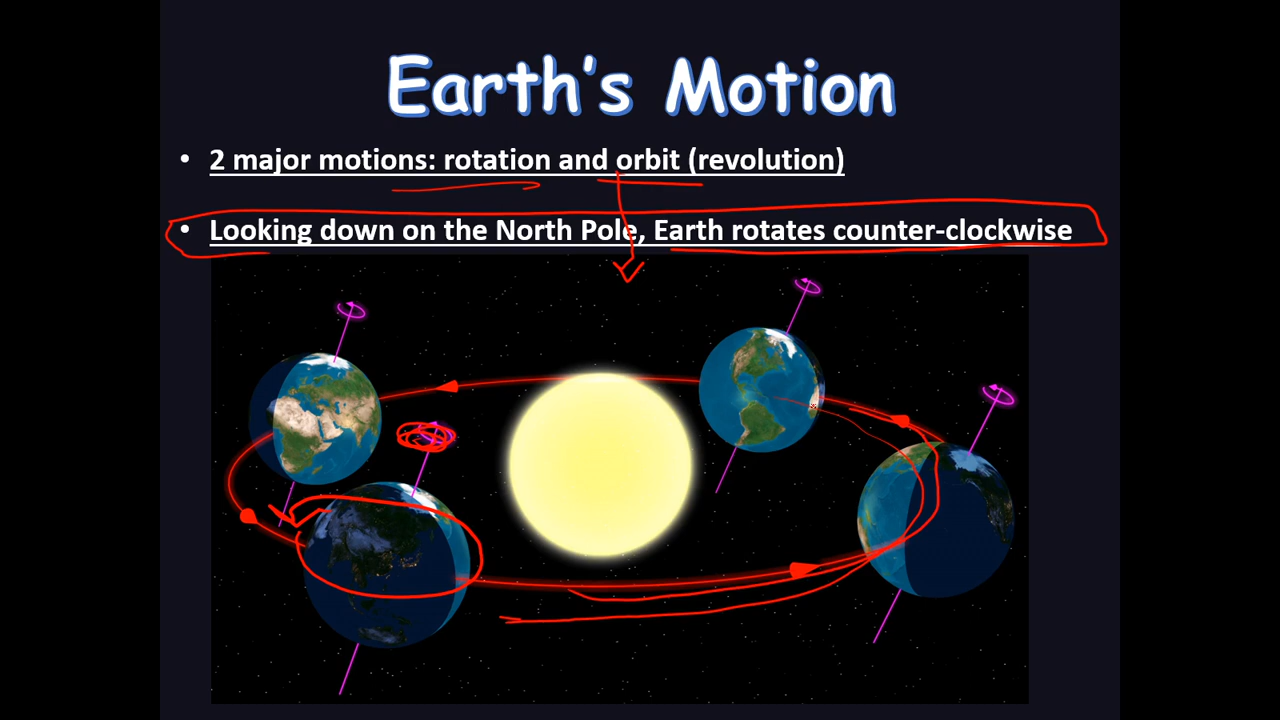 Earth's Motion
• 2 major motions: rotation and orbit (revolution)
• Looking down on the North Pole, Earth rotates counter-clockwise